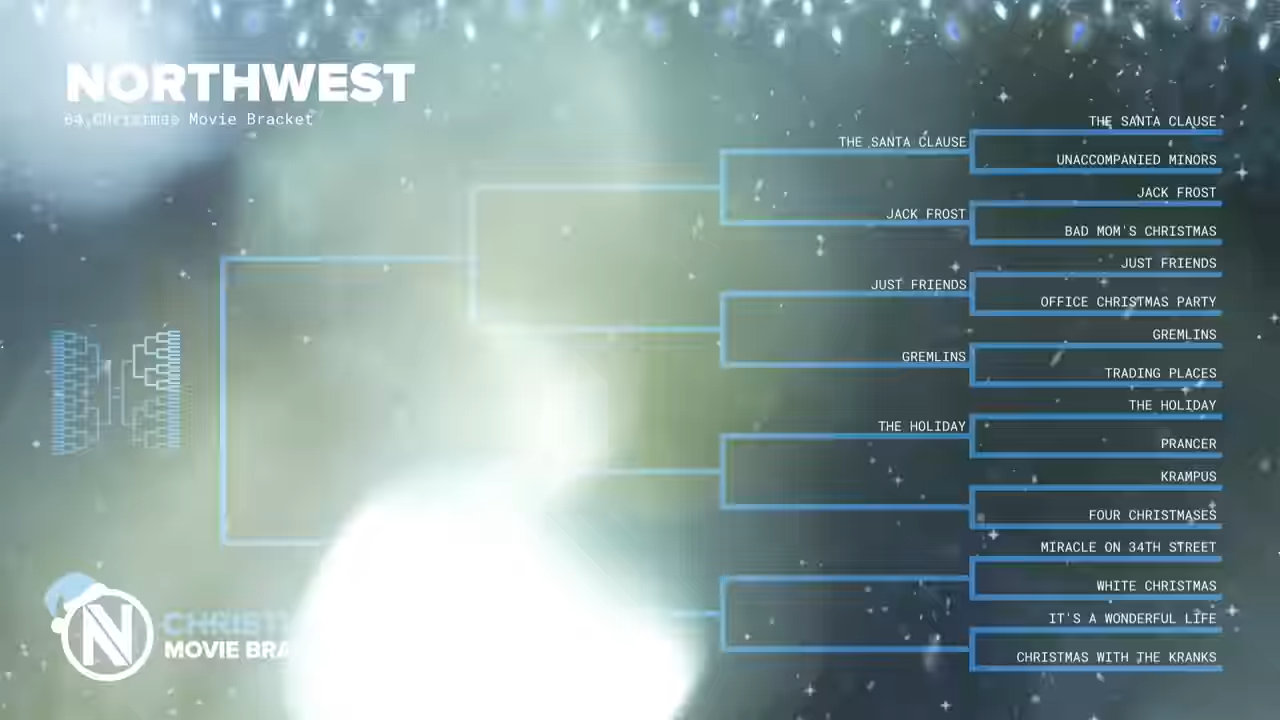 NORTHWEST
64 Christmas Movie Bracket
THE SANTA CLAUSE
UNACCOMPANIED MINORS
JACK FROST
BAD MOM'S CHRISTMAS
JUST FRIENDS
OFFICE CHRISTMAS PARTY
GREMLINS
TRADING PLACES
THE HOLIDAY
PRANCER
KRAMPUS
FOUR CHRISTMASES
MIRACLE ON 34TH STREET
WHITE CHRISTMAS
IT'S A WONDERFUL LIFE
CHRISTMAS WITH THE KRANKS
THE SANTA CLAUSE
JACK FROST
JUST FRIENDS
GREMLINS
THE HOLIDAY
N
MOVIE